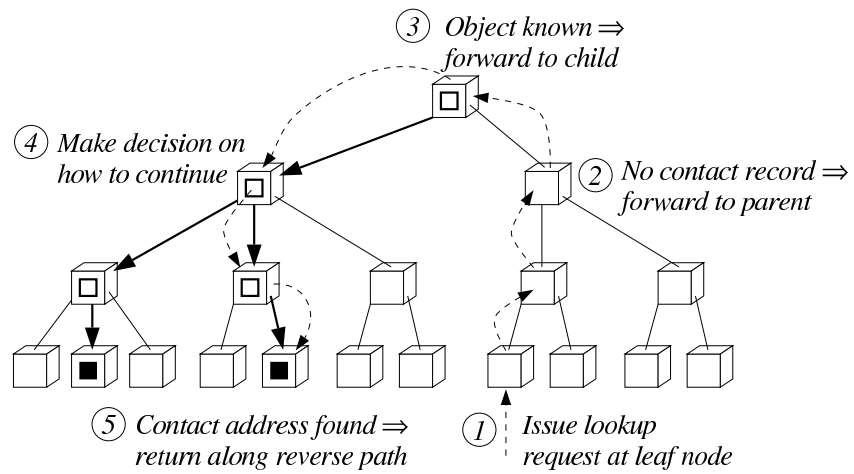 3 Object known ⇒
forward to child
4 Make decision on
how to continue
2 No contact record ⇒
forward to parent
5 Contact address found ⇒
return along reverse path
1 Issue lookup
request at leaf node